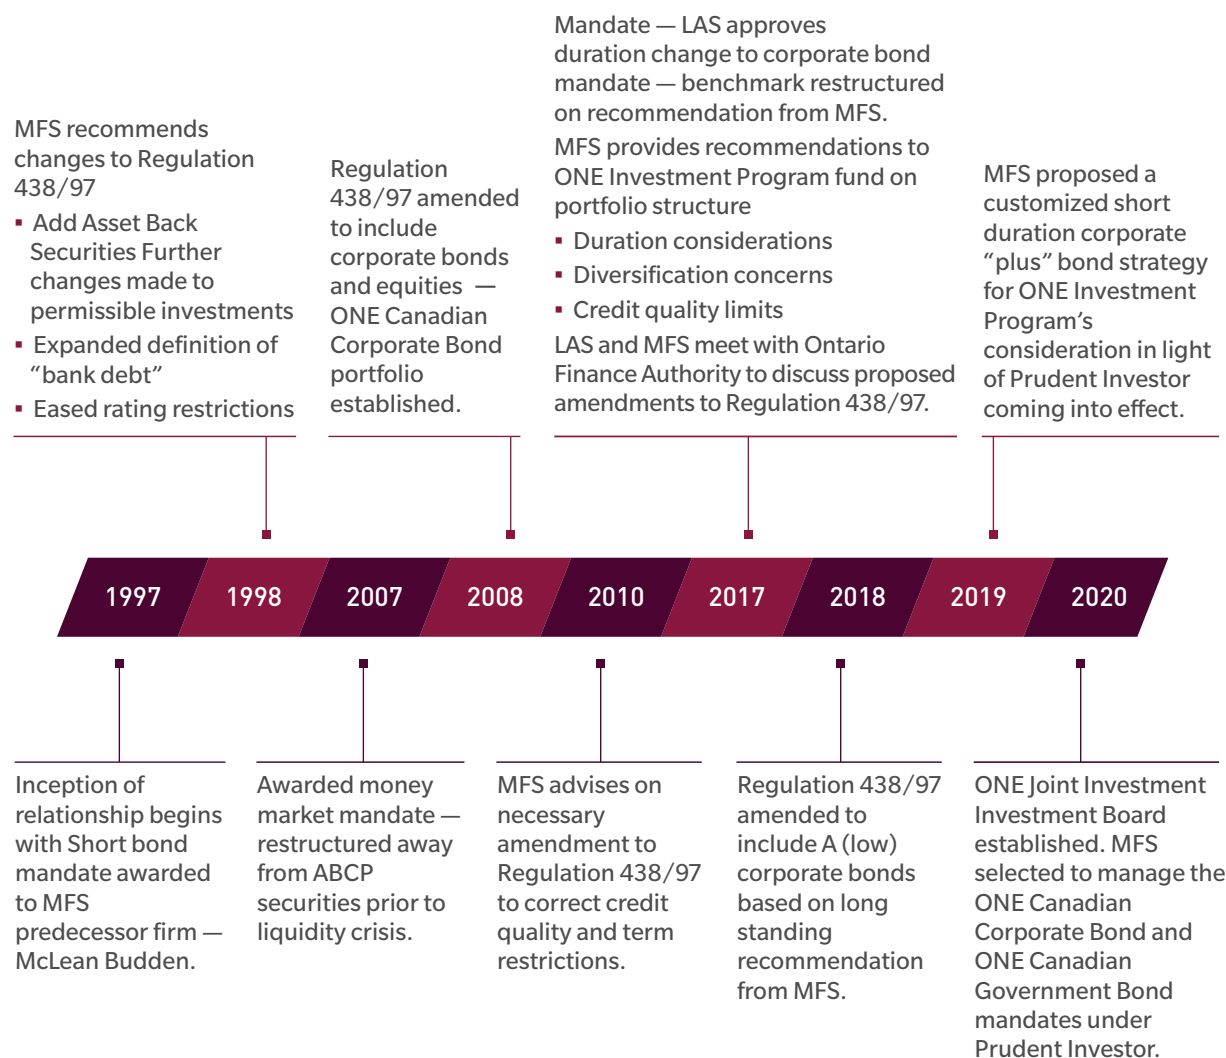 MFS recommends
changes to Regulation
438/97
▪ Add Asset Back
Securities Further
changes made to
permissible investments
▪ Expanded definition of
“bank debt”
▪ Eased rating restrictions
Regulation
438/97 amended
to include
corporate bonds
and equities —
ONE Canadian
Corporate Bond
portfolio
established.
Mandate — LAS approves
duration change to corporate bond
mandate — benchmark restructured
on recommendation from MFS.
MFS provides recommendations to
ONE Investment Program fund on
portfolio structure
▪ Duration considerations
▪ Diversification concerns
▪ Credit quality limits
LAS and MFS meet with Ontario
Finance Authority to discuss proposed
amendments to Regulation 438/97.
MFS proposed a
customized short
duration corporate
“plus” bond strategy
for ONE Investment
Program’s
consideration in light
of Prudent Investor
coming into effect.
1997 1998 2007 2008 2010 2017 2018 2019 2020
Inception of
relationship begins
with Short bond
mandate awarded
to MFS
predecessor firm —
McLean Budden.
Awarded money
market mandate —
restructured away
from ABCP
securities prior to
liquidity crisis.
MFS advises on
necessary
amendment to
Regulation 438/97
to correct credit
quality and term
restrictions.
Regulation 438/97
amended to
include A (low)
corporate bonds
based on long
standing
recommendation
from MFS.
ONE Joint Investment
Investment Board
established. MFS
selected to manage the
ONE Canadian
Corporate Bond and
ONE Canadian
Government Bond
mandates under
Prudent Investor.